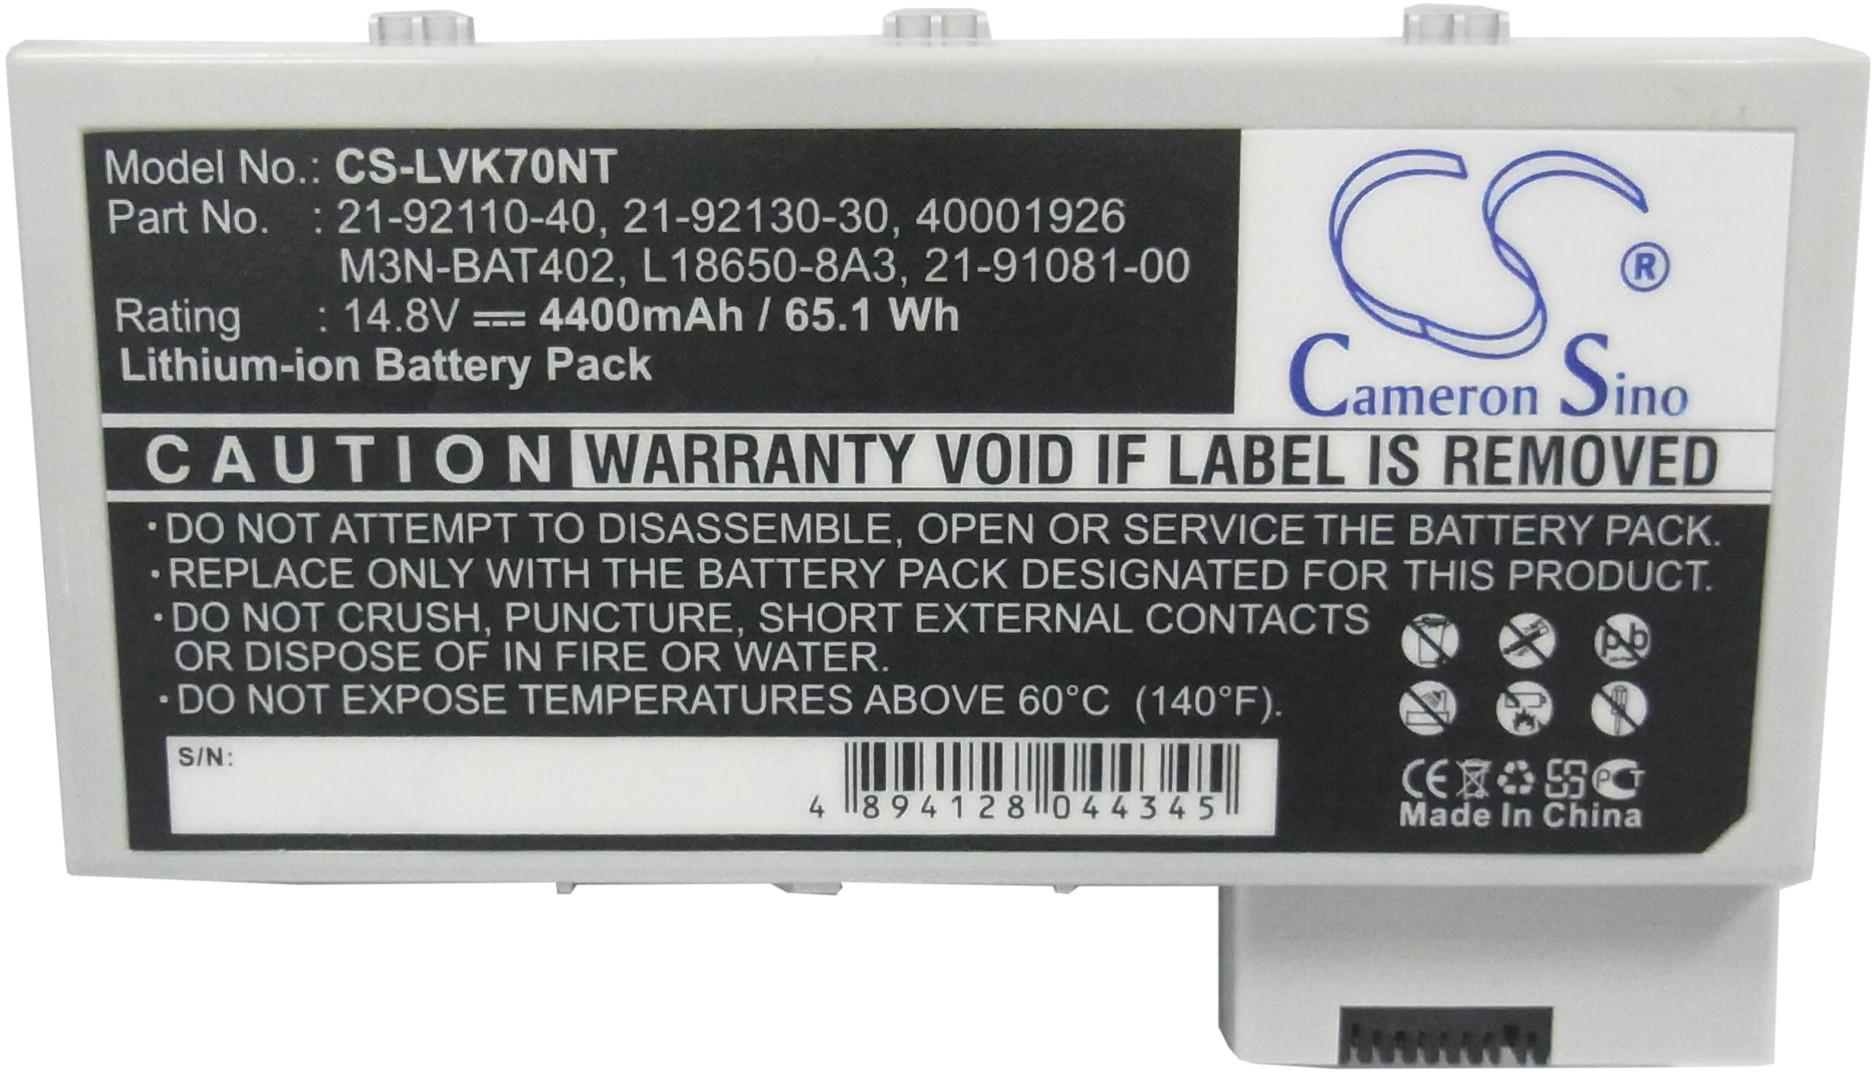 Model No.: CS-LVK70NT
Part No. : 21-92110-40, 21-92130-30, 40001926
M3N-BAT402, L18650-8A3, 21-91081-00
Rating : 14.8V 4400mAh / 65.1 Wh
Lithium-ion Battery Pack
CS ®
Cameron Sino
CAUTION WARRANTY VOID IF LABEL IS REMOVED
·DO NOT ATTEMPT TO DISASSEMBLE, OPEN OR SERVICE THE BATTERY PACK.
·REPLACE ONLY WITH THE BATTERY PACK DESIGNATED FOR THIS PRODUCT.
·DO NOT CRUSH, PUNCTURE, SHORT EXTERNAL CONTACTS
OR DISPOSE OF IN FIRE OR WATER.
·DO NOT EXPOSE TEMPERATURES ABOVE 60°C (140°F).
pb
S/N:
4 894128 044345
CE PCT
Made In China